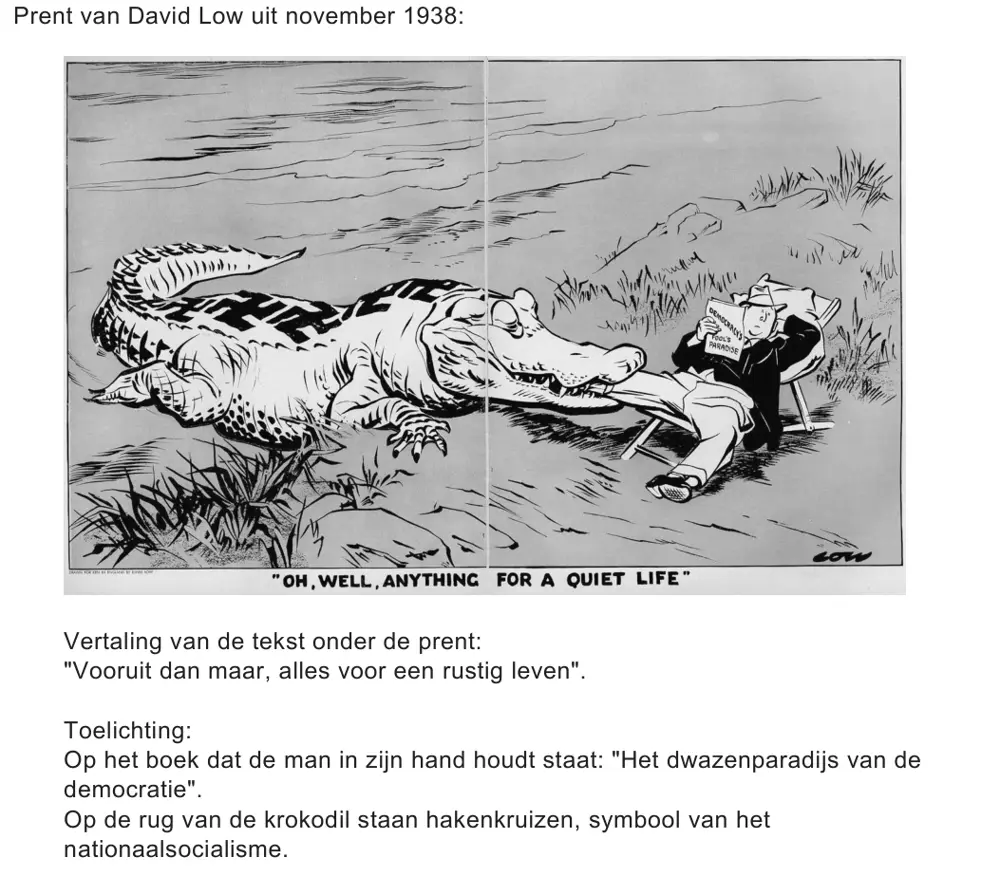 Prent van David Low uit november 1938:
DEMOCRACY'S
FOOL'S
PARADISE
LOW
"OH, WELL, ANYTHING FOR A QUIET LIFE"
Vertaling van de tekst onder de prent:
"Vooruit dan maar, alles voor een rustig leven".
Toelichting:
Op het boek dat de man in zijn hand houdt staat: "Het dwazenparadijs van de
democratie".
Op de rug van de krokodil staan hakenkruizen, symbool van het
nationaalsocialisme.